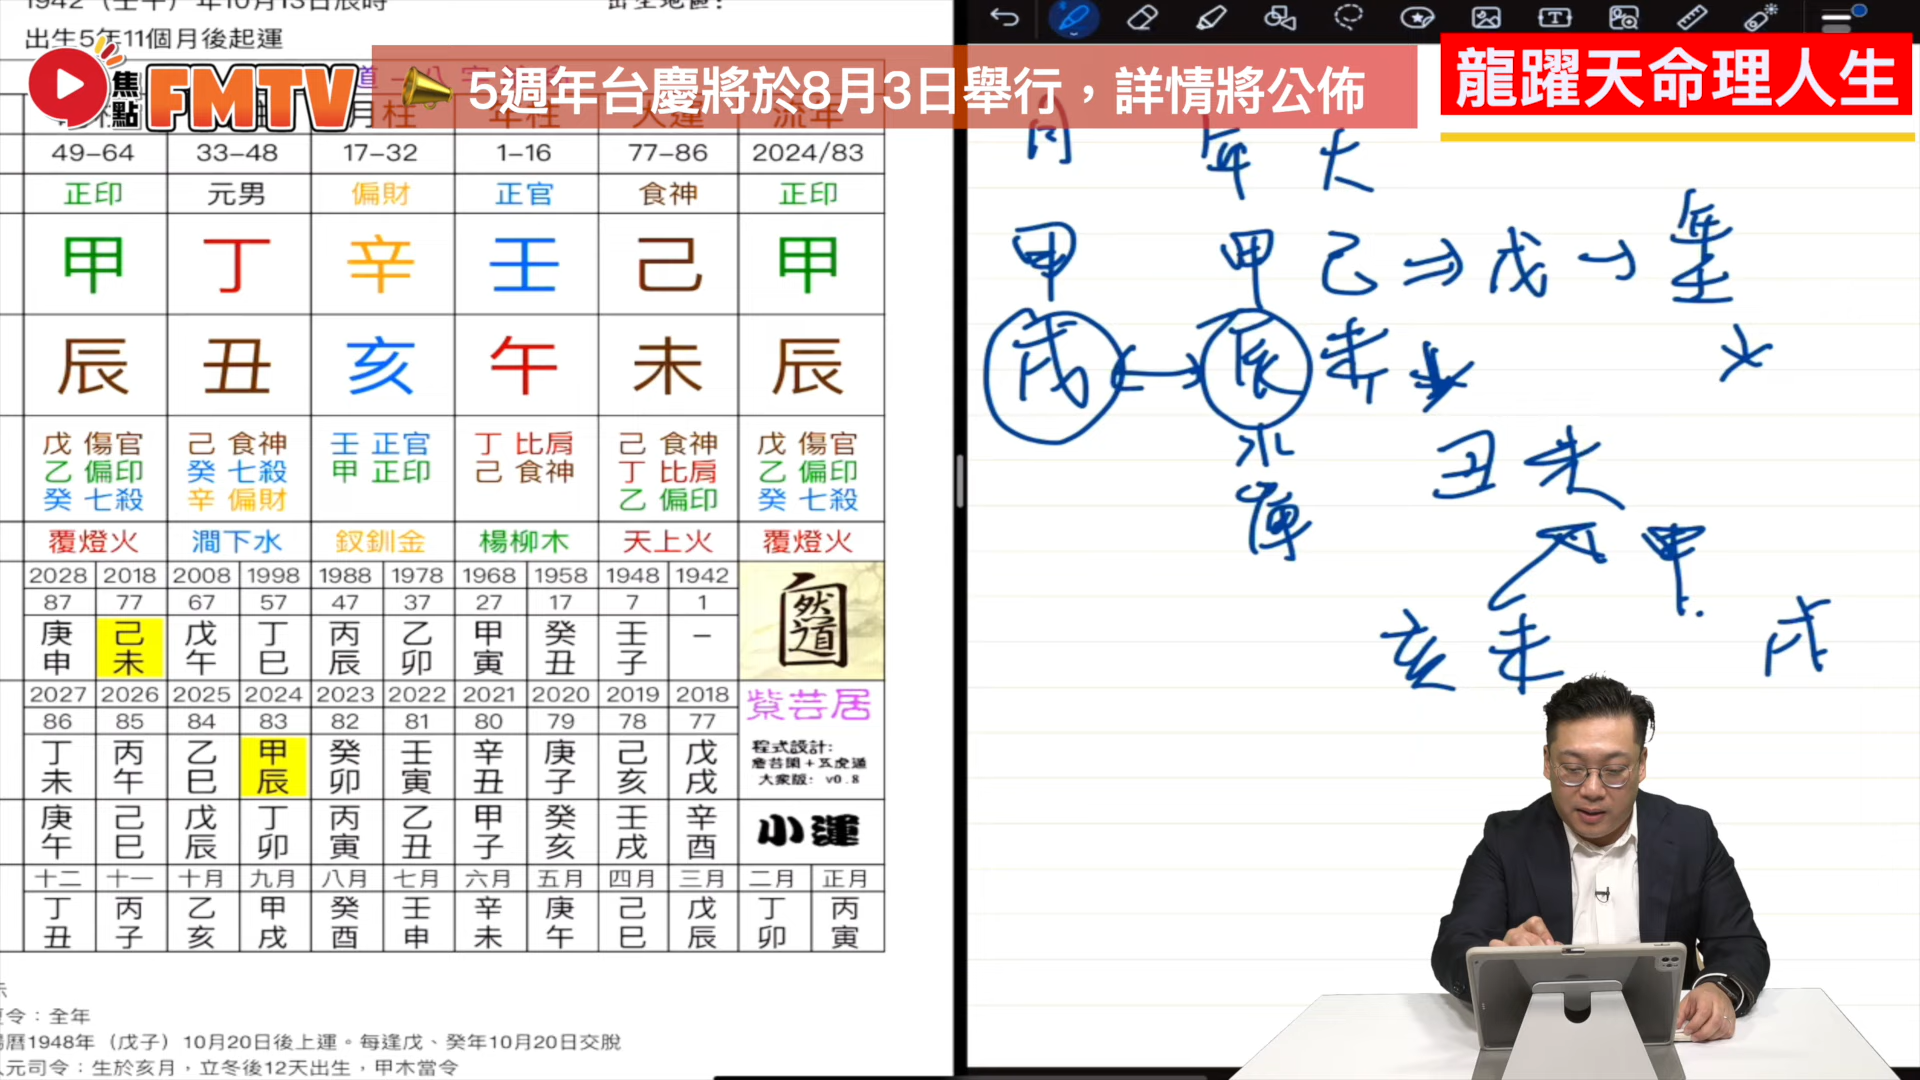 1942（壬午）年10月13日辰時
出生地區：
出生5年11個月後起運
焦點
FMTV
5週年台慶將於8月3日舉行，詳情將公佈
龍躍天命理人生
49-64 33-48 17-32 1-16 77-86 2024/83
正印 元男 偏財 正官 食神 正印
甲 丁 辛 壬 己 甲
辰 丑 亥 午 未 辰
戊 傷官 己 食神 壬 正官 丁 比肩 己 食神 戊 傷官
乙 偏印 癸 七殺 甲 正印 己 食神 丁 比肩 乙 偏印
癸 七殺 辛 偏財 乙 偏印 癸 七殺
覆燈火 澗下水 釵釧金 楊柳木 天上火 覆燈火
2028 2018 2008 1998 1988 1978 1968 1958 1948 1942
87 77 67 57 47 37 27 17 7 1
庚 己 戊 丁 丙 乙 甲 癸 壬 –
申 未 午 巳 辰 卯 寅 丑 子
然道
2027 2026 2025 2024 2023 2022 2021 2020 2019 2018
86 85 84 83 82 81 80 79 78 77
丁 丙 乙 甲 癸 壬 辛 庚 己 戊
未 午 巳 辰 卯 寅 丑 子 亥 戌
紫芸居
程式設計：
大衆版：v0.8
庚 己 戊 丁 丙 乙 甲 癸 壬 辛
午 巳 辰 卯 寅 丑 子 亥 戌 酉
小運
十二 十一 十月 九月 八月 七月 六月 五月 四月 三月 二月 正月
丁 丙 乙 甲 癸 壬 辛 庚 己 戊 丁 丙
丑 子 亥 戌 酉 申 未 午 巳 辰 卯 寅
令：全年
曆1948年（戊子）10月20日後上運。每逢戊、癸年10月20日交脫
元司令：生於亥月，立冬後12天出生，甲木當令
月 年 大
甲 甲 己 戊
戌 辰 未
水
庫
丑 未
甲
亥 未 戌